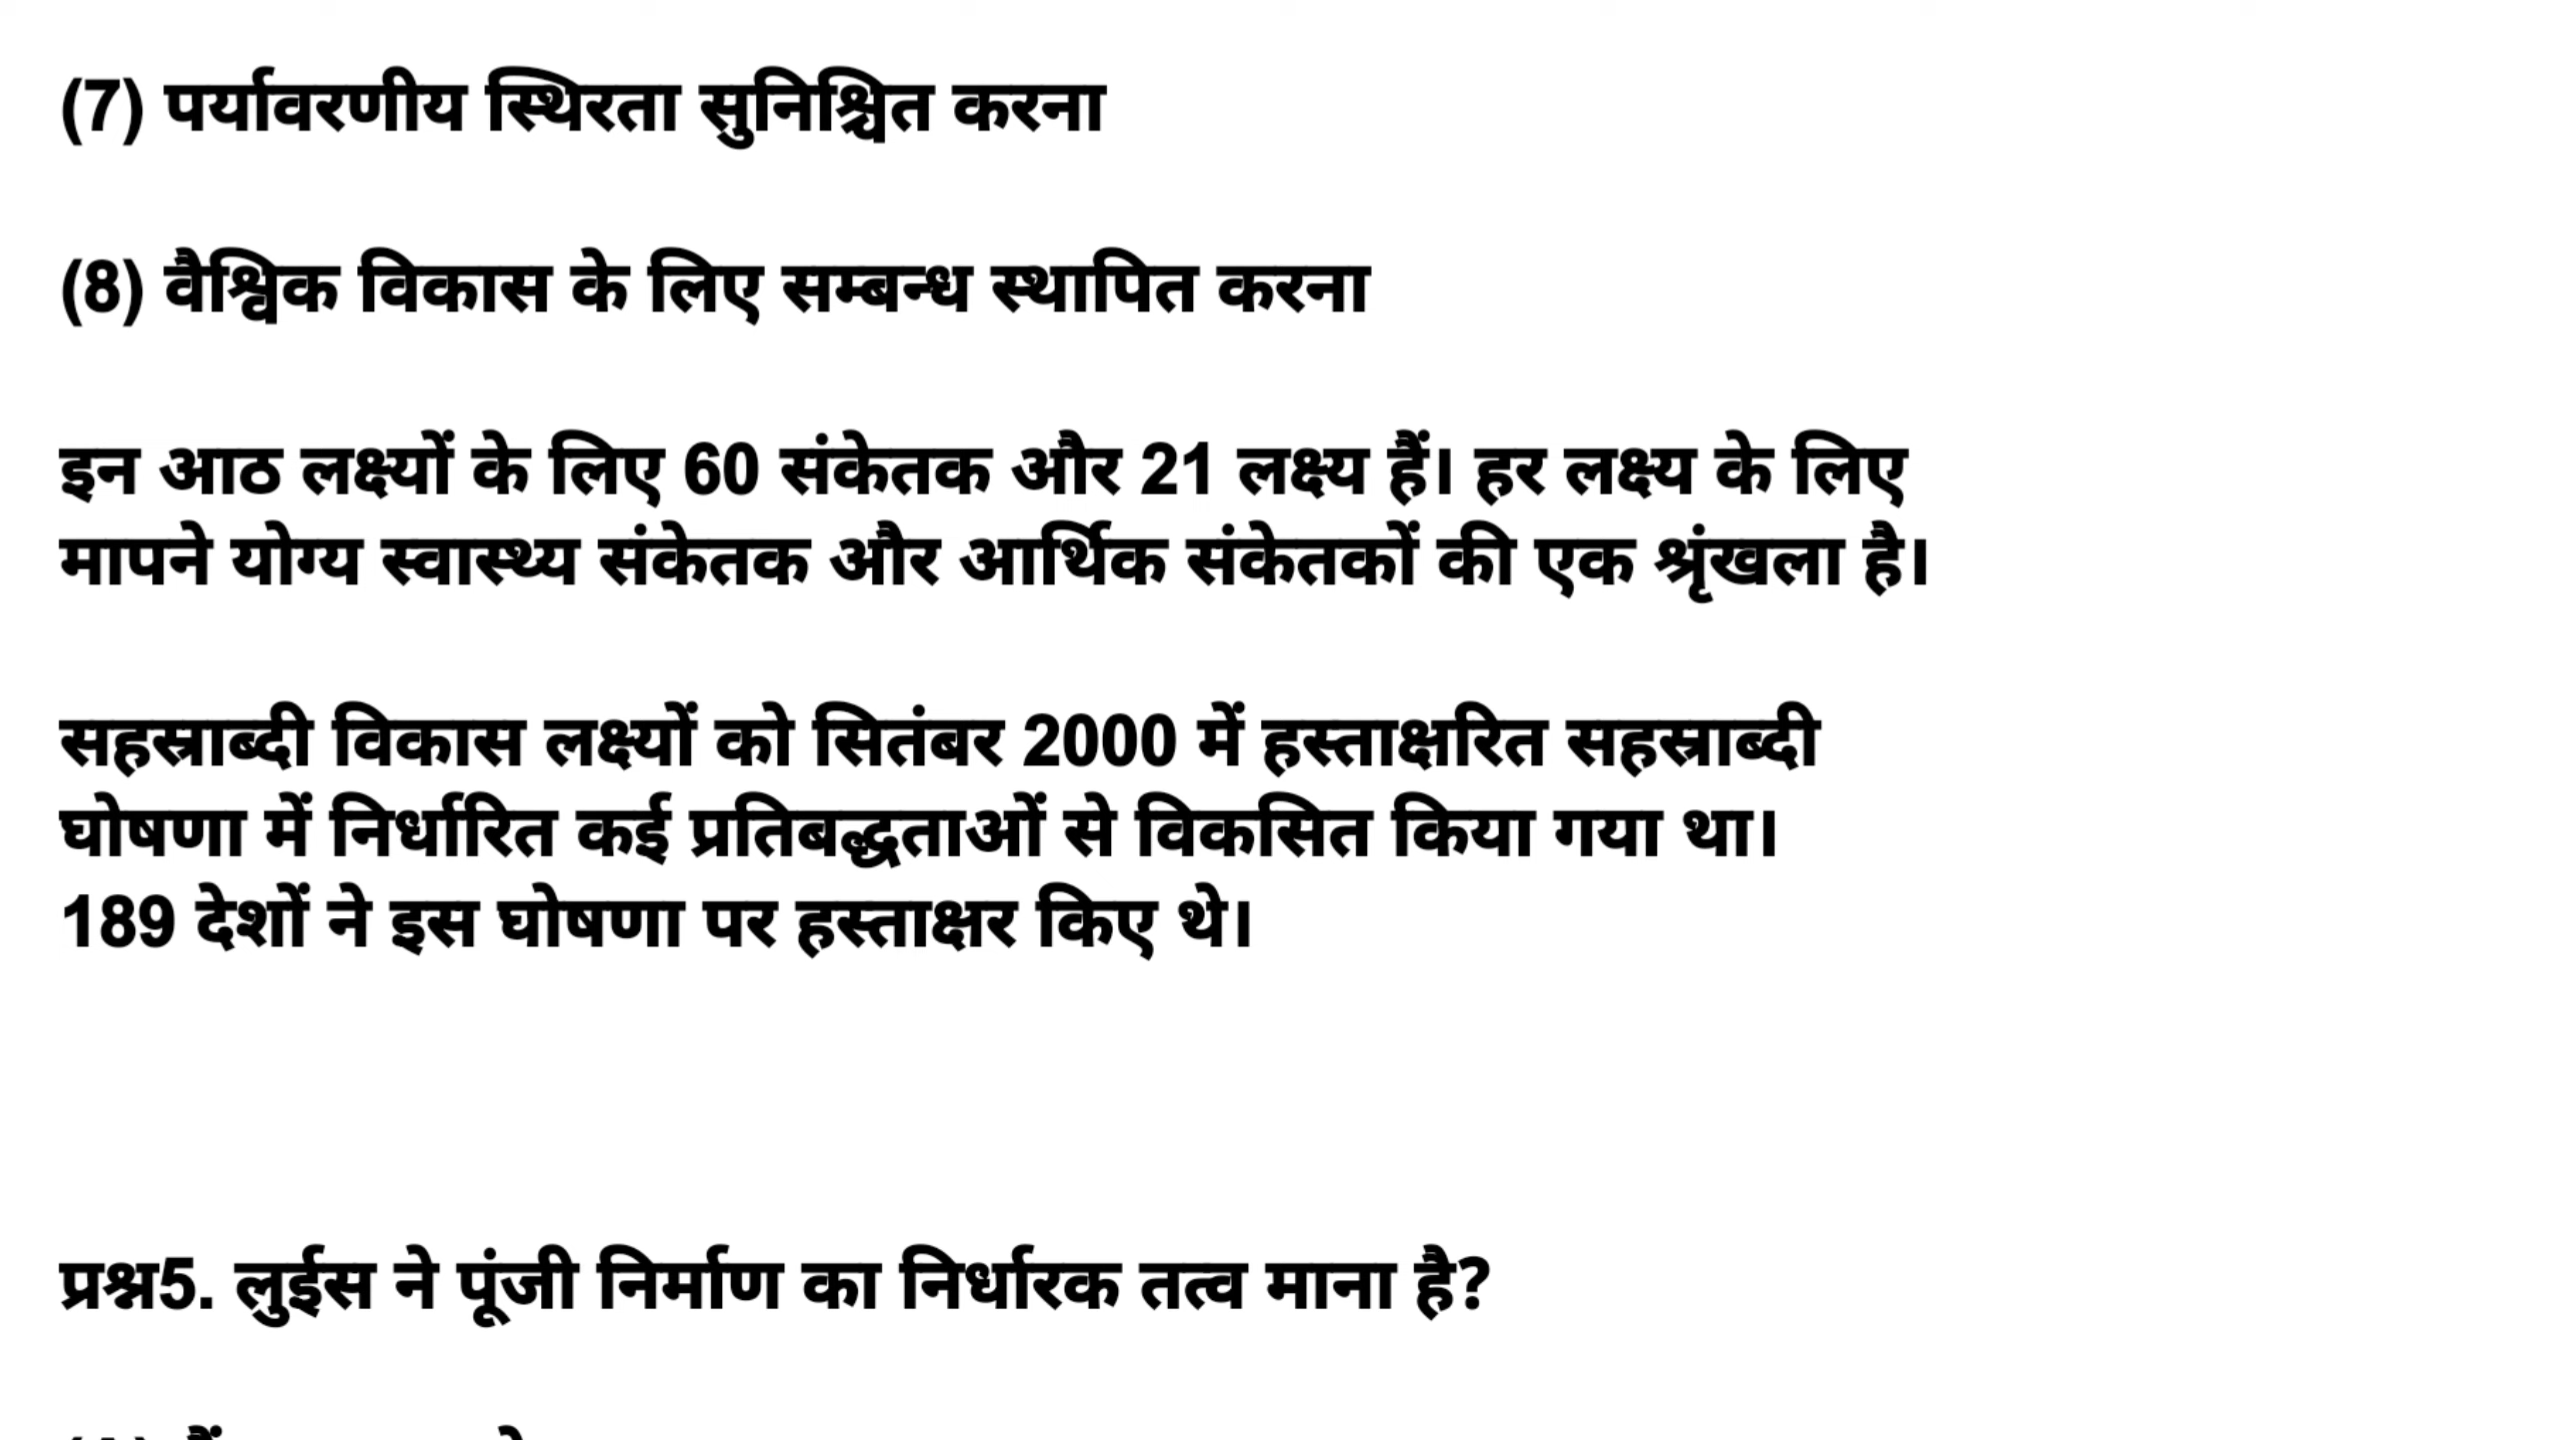 (7) पर्यावरणीय स्थिरता सुनिश्चित करना
(8) वैश्विक विकास के लिए सम्बन्ध स्थापित करना
इन आठ लक्ष्यों के लिए 60 संकेतक और 21 लक्ष्य हैं। हर लक्ष्य के लिए
मापने योग्य स्वास्थ्य संकेतक और आर्थिक संकेतकों की एक श्रृंखला है।
सहस्राब्दी विकास लक्ष्यों को सितंबर 2000 में हस्ताक्षरित सहस्राब्दी
घोषणा में निर्धारित कई प्रतिबद्धताओं से विकसित किया गया था।
189 देशों ने इस घोषणा पर हस्ताक्षर किए थे।
प्रश्न5. लुईस ने पूंजी निर्माण का निर्धारक तत्व माना है?